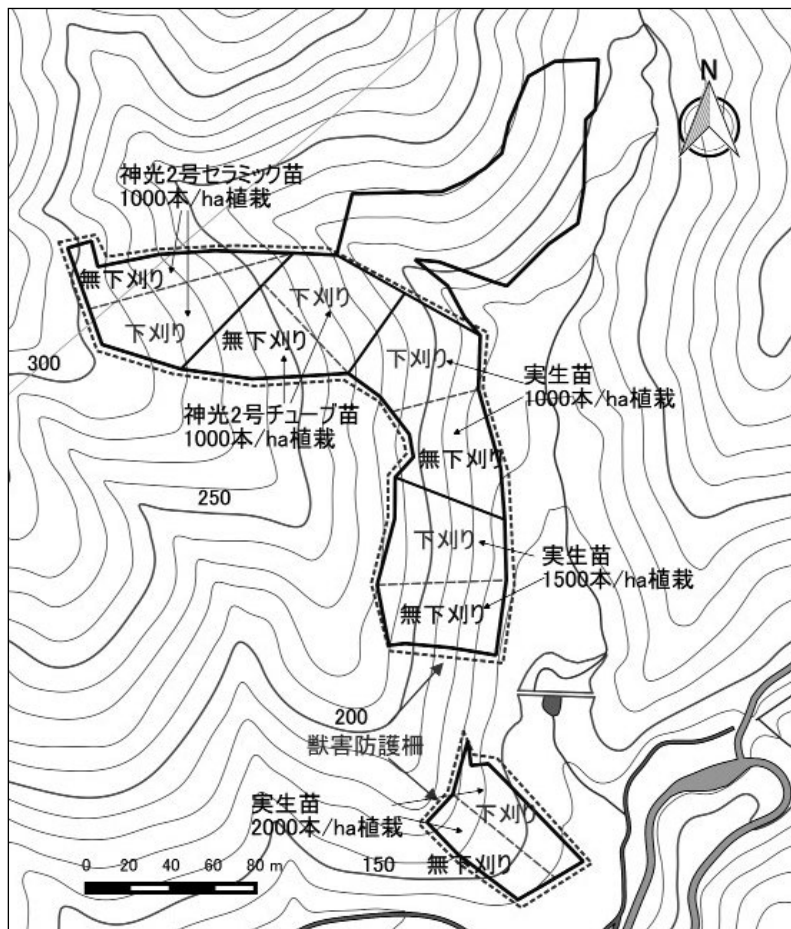 N
神光2号セラミック苗
1000本/ha植栽
無下刈り
下刈り
下刈り
無下刈り
300
下刈り
実生苗
1000本/ha植栽
神光2号チューブ苗
1000本/ha植栽
無下刈り
250
下刈り
実生苗
1500本/ha植栽
無下刈り
200
獣害防護柵
実生苗
2000本/ha植栽
下刈り
無下刈り
150
0 20 40 60 80 m